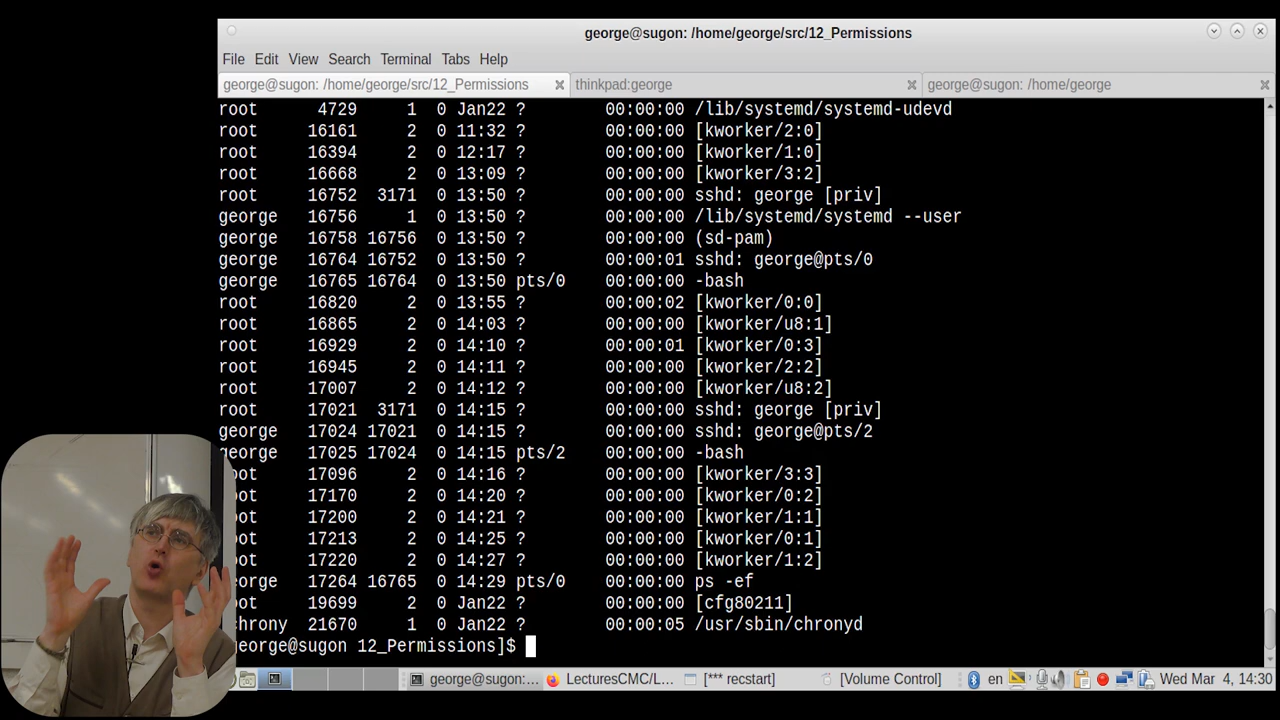 george@sugon: /home/george/src/12_Permissions
File Edit View Search Terminal Tabs Help
george@sugon: /home/george/src/12_Permissions thinkpad:george george@sugon: /home/george
root 4729 1 0 Jan22 ? 00:00:00 /lib/systemd/systemd-udevd
root 16161 2 0 11:32 ? 00:00:00 [kworker/2:0]
root 16394 2 0 12:17 ? 00:00:00 [kworker/1:0]
root 16668 2 0 13:09 ? 00:00:00 [kworker/3:2]
root 16752 3171 0 13:50 ? 00:00:00 sshd: george [priv]
george 16756 1 0 13:50 ? 00:00:00 /lib/systemd/systemd --user
george 16758 16756 0 13:50 ? 00:00:00 (sd-pam)
george 16764 16752 0 13:50 ? 00:00:01 sshd: george@pts/0
george 16765 16764 0 13:50 pts/0 00:00:00 -bash
root 16820 2 0 13:55 ? 00:00:02 [kworker/0:0]
root 16865 2 0 14:03 ? 00:00:00 [kworker/u8:1]
root 16929 2 0 14:10 ? 00:00:01 [kworker/0:3]
root 16945 2 0 14:11 ? 00:00:00 [kworker/2:2]
root 17007 2 0 14:12 ? 00:00:00 [kworker/u8:2]
root 17021 3171 0 14:15 ? 00:00:00 sshd: george [priv]
george 17024 17021 0 14:15 ? 00:00:00 sshd: george@pts/2
george 17025 17024 0 14:15 pts/2 00:00:00 -bash
root 17096 2 0 14:16 ? 00:00:00 [kworker/3:3]
root 17170 2 0 14:20 ? 00:00:00 [kworker/0:2]
root 17200 2 0 14:21 ? 00:00:00 [kworker/1:1]
root 17213 2 0 14:25 ? 00:00:00 [kworker/0:1]
root 17220 2 0 14:27 ? 00:00:00 [kworker/1:2]
george 17264 16765 0 14:29 pts/0 00:00:00 ps -ef
oot 19699 2 0 Jan22 ? 00:00:00 [cfg80211]
chrony 21670 1 0 Jan22 ? 00:00:05 /usr/sbin/chronyd
george@sugon 12_Permissions]$
george@sugon:... LecturesCMC/L... [*** recstart] [Volume Control] en Wed Mar 4, 14:30